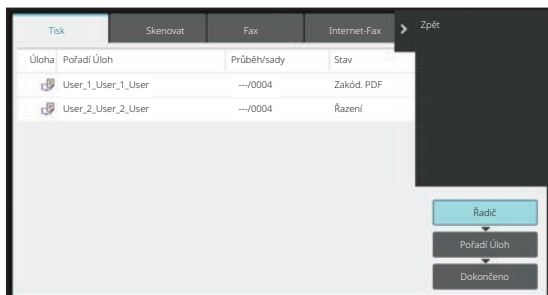 Tisk Skenovat Fax Internet-Fax Zpět
Úloha Pořadí Úloh Průběh/sady Stav
User_1_User_1_User ---/0004 Zakód. PDF
User_2_User_2_User ---/0004 Řazení
Řadič
Pořadí Úloh
Dokončeno